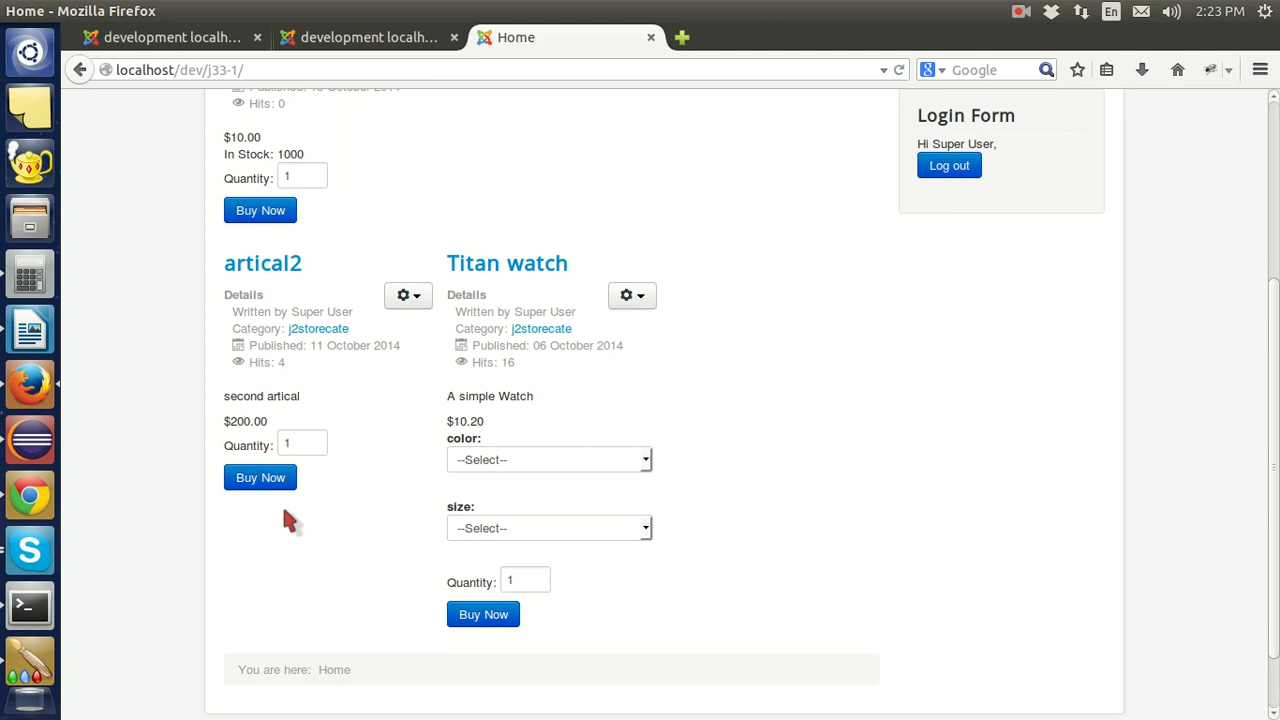 Home - Mozilla Firefox
En
2:23 PM
development localh...
development localh...
Home
localhost/dev/j33-1/
Google
Hits: 0
$10.00
In Stock: 1000
Quantity: 1
Buy Now
Login Form
Hi Super User,
Log out
artical2
Details
Written by Super User
Category: j2storecate
Published: 11 October 2014
Hits: 4
second artical
$200.00
Quantity: 1
Buy Now
Titan watch
Details
Written by Super User
Category: j2storecate
Published: 06 October 2014
Hits: 16
A simple Watch
$10.20
color:
--Select--
size:
--Select--
Quantity: 1
Buy Now
You are here: Home